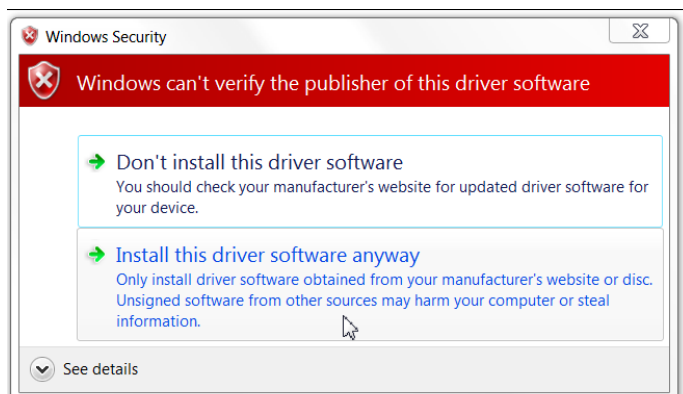 Windows Security
Windows can't verify the publisher of this driver software
Don't install this driver software
You should check your manufacturer's website for updated driver software for
your device.
Install this driver software anyway
Only install driver software obtained from your manufacturer's website or disc.
Unsigned software from other sources may harm your computer or steal
information.
See details